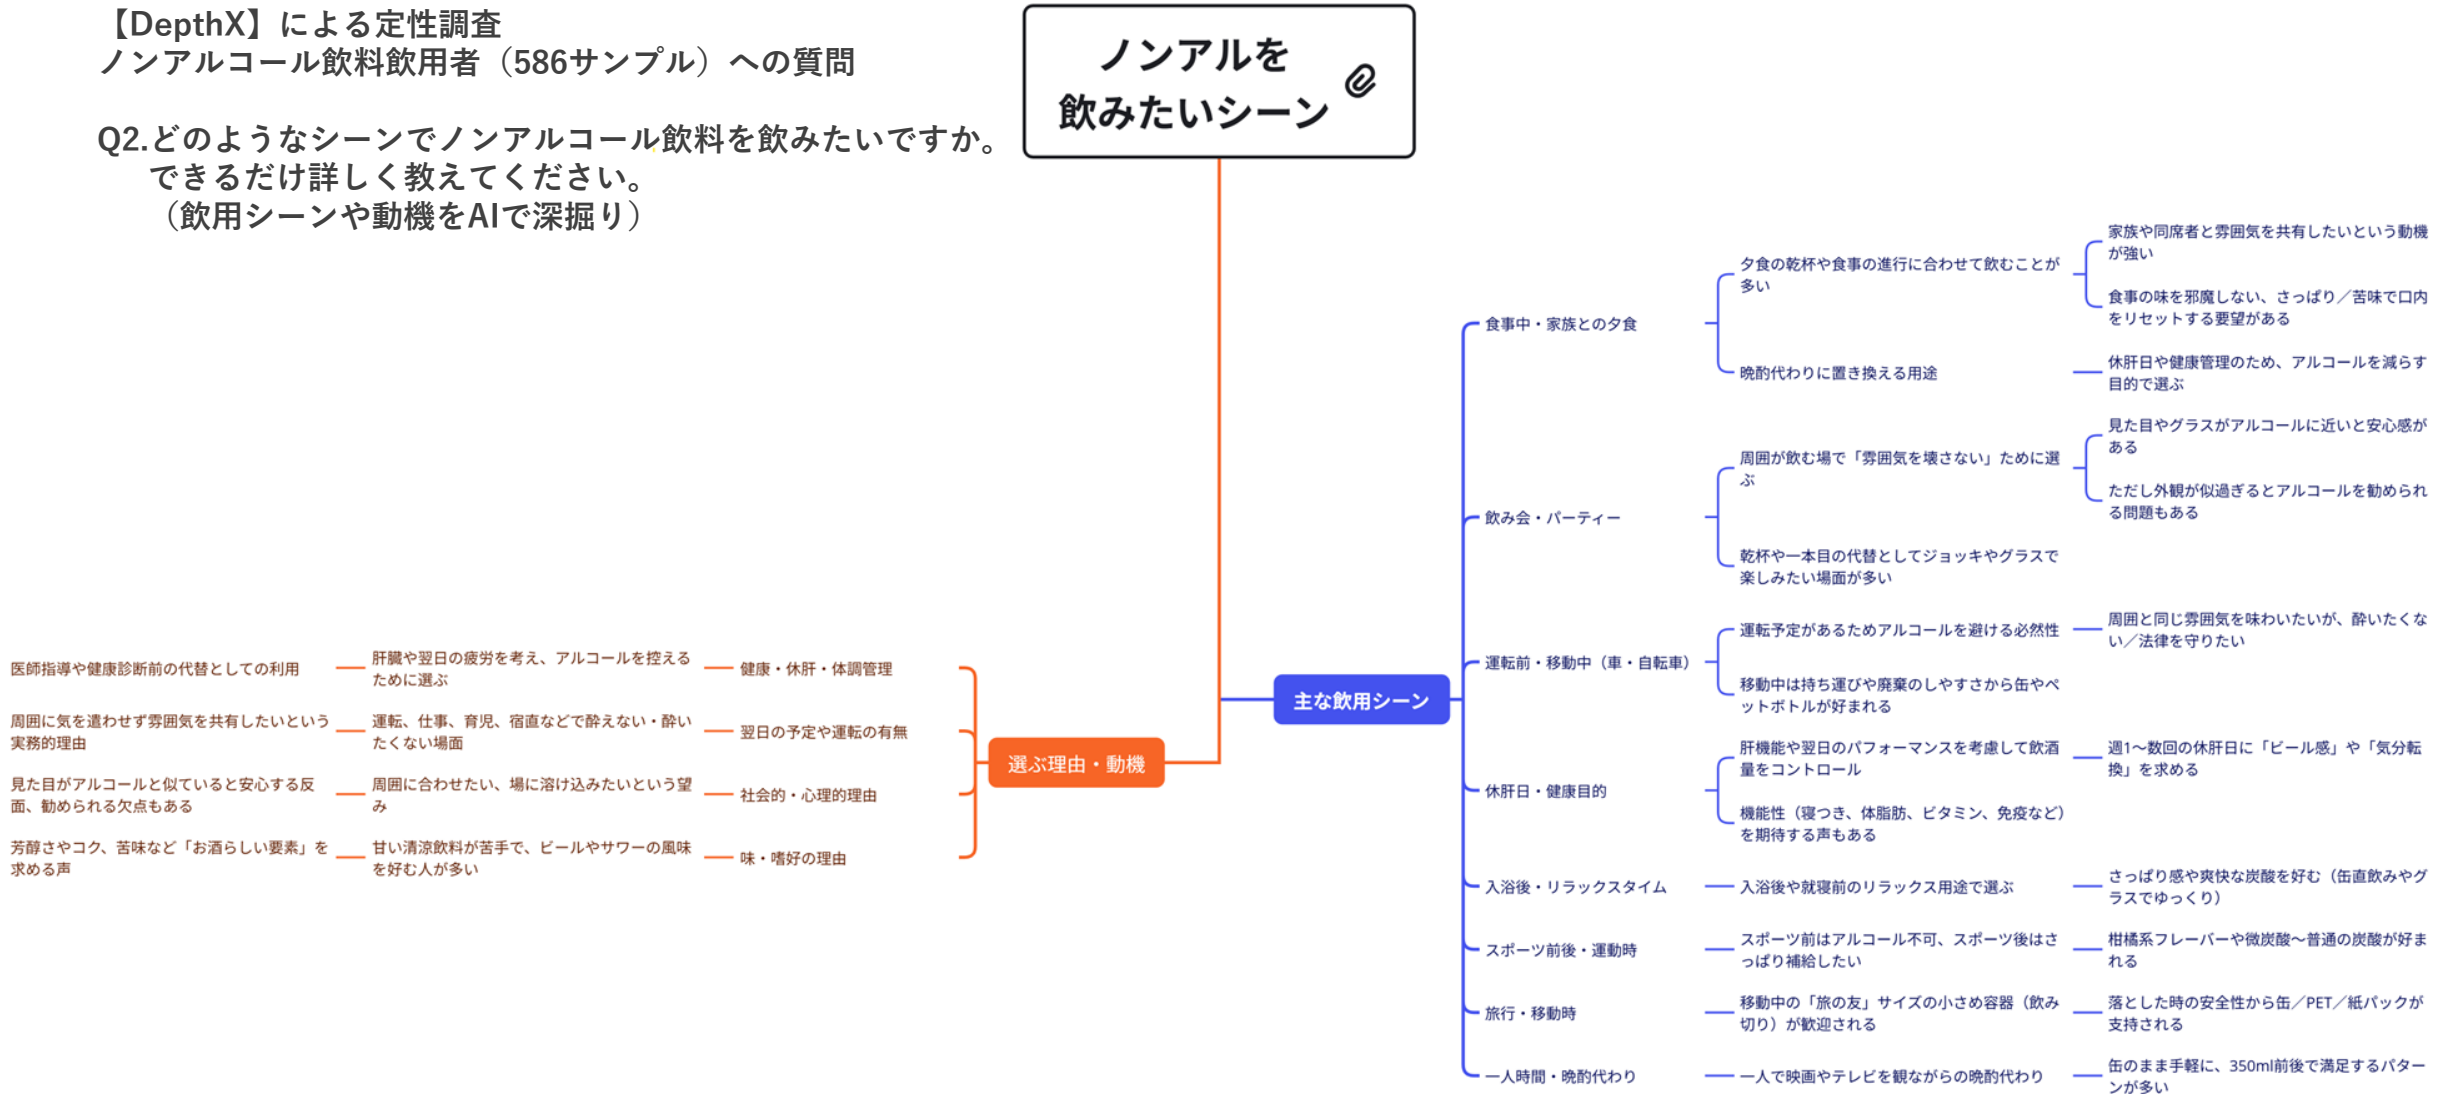 【DepthX】による定性調査
ノンアルコール飲料飲用者（586サンプル）への質問
Q2.どのようなシーンでノンアルコール飲料を飲みたいですか。
できるだけ詳しく教えてください。
（飲用シーンや動機をAIで深掘り）
ノンアルを
飲みたいシーン
主な飲用シーン
食事中・家族との夕食
夕食の乾杯や食事の進行に合わせて飲むことが
多い
家族や同席者と雰囲気を共有したいという動機
が強い
食事の味を邪魔しない、さっぱり／苦味で口内
をリセットする要望がある
晩酌代わりに置き換える用途
休肝日や健康管理のため、アルコールを減らす
目的で選ぶ
飲み会・パーティー
周囲が飲む場で「雰囲気を壊さない」ために選
ぶ
見た目やグラスがアルコールに近いと安心感が
ある
ただし外観が似過ぎるとアルコールを勧められ
る問題もある
乾杯や一本目の代替としてジョッキやグラスで
楽しみたい場面が多い
運転前・移動中（車・自転車）
運転予定があるためアルコールを避ける必然性
周囲と同じ雰囲気を味わいたいが、酔いたくな
い／法律を守りたい
移動中は持ち運びや廃棄のしやすさから缶やペ
ットボトルが好まれる
休肝日・健康目的
肝機能や翌日のパフォーマンスを考慮して飲酒
量をコントロール
週1～数回の休肝日に「ビール感」や「気分転
換」を求める
機能性（寝つき、体脂肪、ビタミン、免疫など）
を期待する声もある
入浴後・リラックスタイム
入浴後や就寝前のリラックス用途で選ぶ
さっぱり感や爽快な炭酸を好む（缶直飲みやグ
ラスでゆっくり）
スポーツ前後・運動時
スポーツ前はアルコール不可、スポーツ後はさ
っぱり補給したい
柑橘系フレーバーや微炭酸～普通の炭酸が好ま
れる
旅行・移動時
移動中の「旅の友」サイズの小さめ容器（飲み
切り）が歓迎される
落とした時の安全性から缶／PET／紙パックが
支持される
一人時間・晩酌代わり
一人で映画やテレビを観ながらの晩酌代わり
缶のまま手軽に、350ml前後で満足するパター
ンが多い
選ぶ理由・動機
健康・休肝・体調管理
肝臓や翌日の疲労を考え、アルコールを控える
ために選ぶ
医師指導や健康診断前の代替としての利用
翌日の予定や運転の有無
運転、仕事、育児、宿直などで酔えない・酔い
たくない場面
周囲に気を遣わせず雰囲気を共有したいという
実務的理由
社会的・心理的理由
周囲に合わせたい、場に溶け込みたいという望
み
見た目がアルコールと似ていると安心する反
面、勧められる欠点もある
味・嗜好の理由
甘い清涼飲料が苦手で、ビールやサワーの風味
を好む人が多い
芳醇さやコク、苦味など「お酒らしい要素」を
求める声